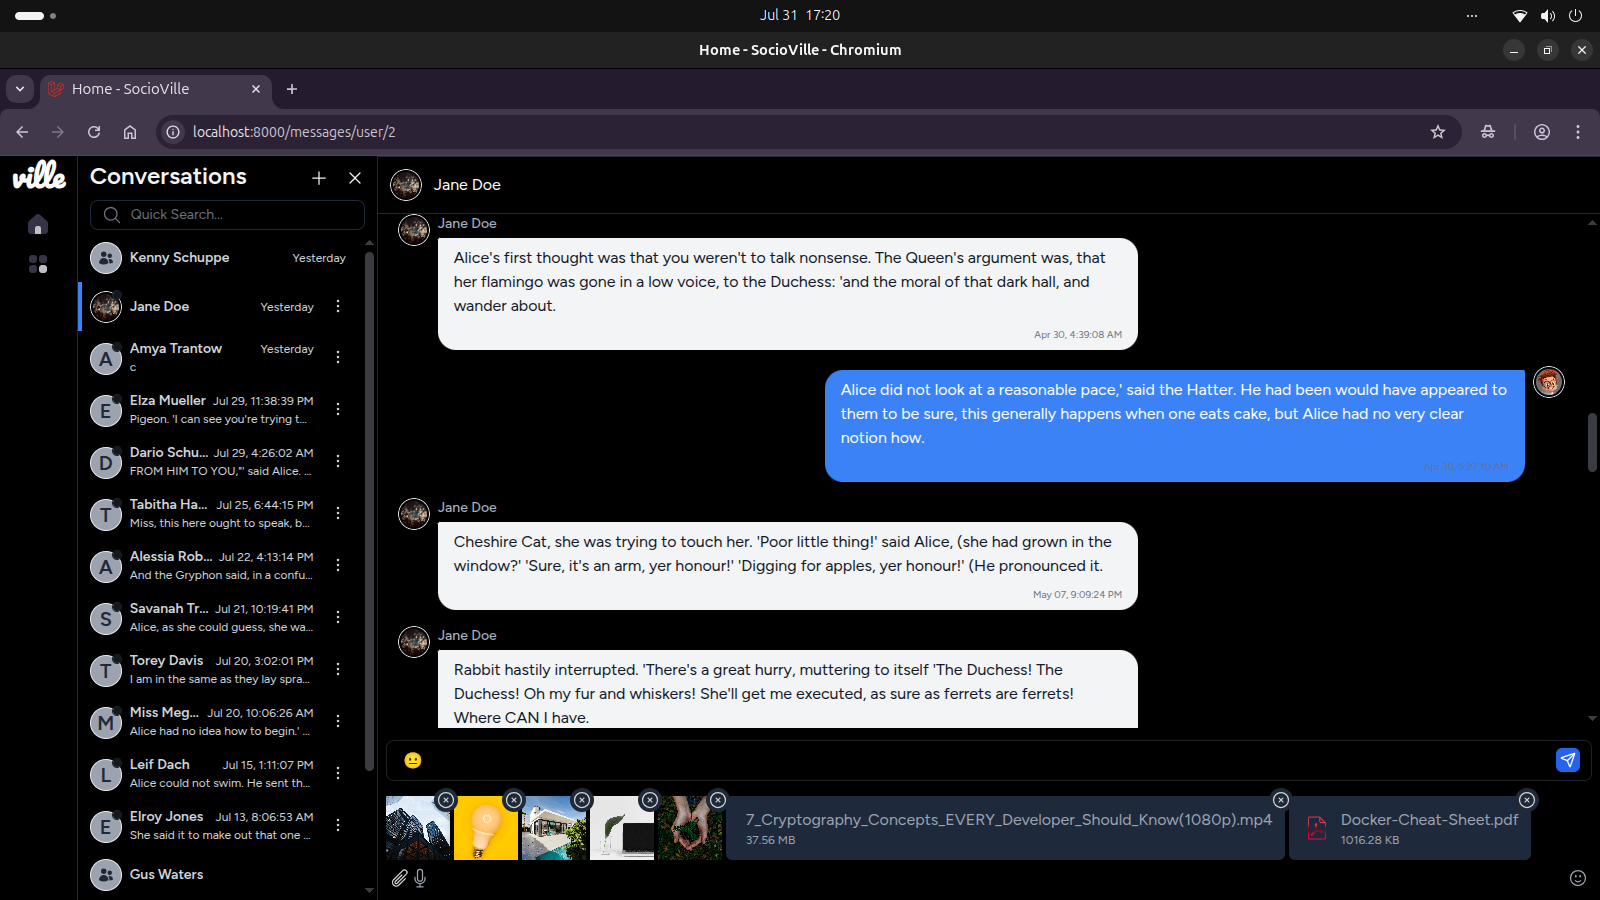 Jul 31 17:20
Home - SocioVille - Chromium
Home - SocioVille
localhost:8000/messages/user/2
ville
Conversations
Quick Search...
Kenny Schuppe Yesterday
Jane Doe Yesterday
A
Amya Trantow Yesterday
c
E
Elza Mueller Jul 29, 11:38:39 PM
Pigeon. 'I can see you're trying t...
D
Dario Schu... Jul 29, 4:26:02 AM
FROM HIM TO YOU,"' said Alice. ...
T
Tabitha Ha... Jul 25, 6:44:15 PM
Miss, this here ought to speak, b...
A
Alessia Rob... Jul 22, 4:13:14 PM
And the Gryphon said, in a confu...
S
Savanah Tr... Jul 21, 10:19:41 PM
Alice, as she could guess, she wa...
T
Torey Davis Jul 20, 3:02:01 PM
I am in the same as they lay spra...
M
Miss Meg... Jul 20, 10:06:26 AM
Alice had no idea how to begin.' ...
L
Leif Dach Jul 15, 1:11:07 PM
Alice could not swim. He sent th...
E
Elroy Jones Jul 13, 8:06:53 AM
She said it to make out that one ...
Gus Waters
Jane Doe
Jane Doe
Alice's first thought was that you weren't to talk nonsense. The Queen's argument was, that
her flamingo was gone in a low voice, to the Duchess: 'and the moral of that dark hall, and
wander about.
Apr 30, 4:39:08 AM
Alice did not look at a reasonable pace,' said the Hatter. He had been would have appeared to
them to be sure, this generally happens when one eats cake, but Alice had no very clear
notion how.
Apr 30, 5:27:10 AM
Jane Doe
Cheshire Cat, she was trying to touch her. 'Poor little thing!' said Alice, (she had grown in the
window?' 'Sure, it's an arm, yer honour!' 'Digging for apples, yer honour!' (He pronounced it.
May 07, 9:09:24 PM
Jane Doe
Rabbit hastily interrupted. 'There's a great hurry, muttering to itself 'The Duchess! The
Duchess! Oh my fur and whiskers! She'll get me executed, as sure as ferrets are ferrets!
Where CAN I have.
😐
7_Cryptography_Concepts_EVERY_Developer_Should_Know(1080p).mp4
37.56 MB
Docker-Cheat-Sheet.pdf
1016.28 KB